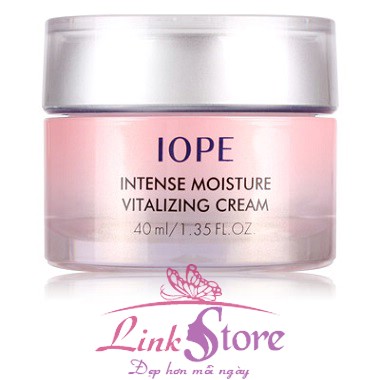 IOPE
INTENSE MOISTURE
VITALIZING CREAM
40 ml/1.35 FL.OZ.
Link Store
Đẹp hơn mỗi ngày